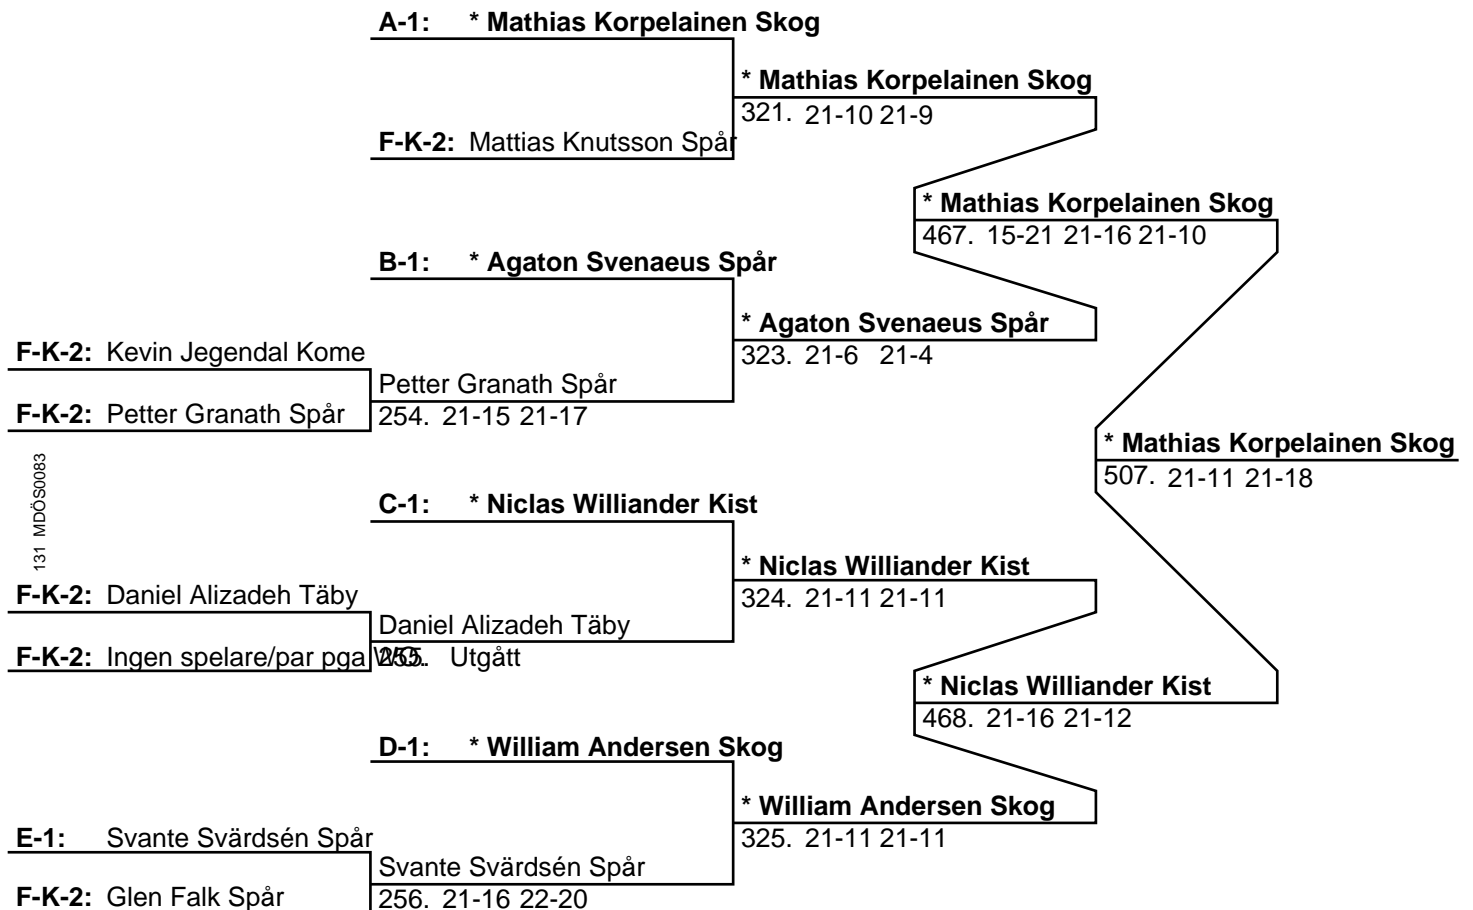 A-1: * Mathias Korpelainen Skog
* Mathias Korpelainen Skog
321. 21-10 21-9
F-K-2: Mattias Knutsson Spår
* Mathias Korpelainen Skog
467. 15-21 21-16 21-10
B-1: * Agaton Svenaeus Spår
* Agaton Svenaeus Spår
323. 21-6 21-4
F-K-2: Kevin Jegendal Kome
Petter Granath Spår
254. 21-15 21-17
F-K-2: Petter Granath Spår
* Mathias Korpelainen Skog
507. 21-11 21-18
131 MDÖS0083
C-1: * Niclas Williander Kist
* Niclas Williander Kist
324. 21-11 21-11
F-K-2: Daniel Alizadeh Täby
Daniel Alizadeh Täby
255. Utgått
F-K-2: Ingen spelare/par pga WO.
* Niclas Williander Kist
468. 21-16 21-12
D-1: * William Andersen Skog
* William Andersen Skog
325. 21-11 21-11
E-1: Svante Svärdsén Spår
Svante Svärdsén Spår
256. 21-16 22-20
F-K-2: Glen Falk Spår